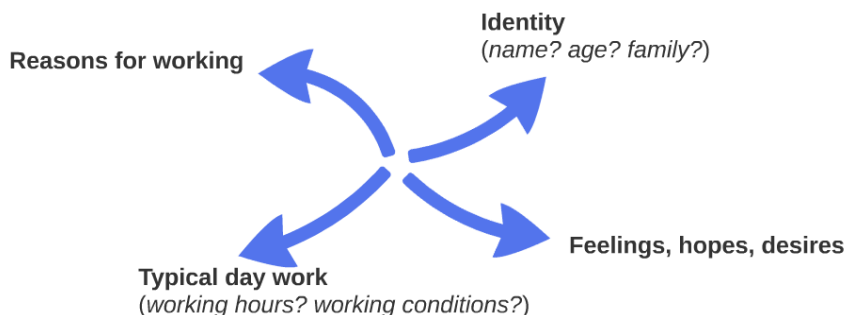 Identity
(name? age? family?)
Reasons for working
Feelings, hopes, desires
Typical day work
(working hours? working conditions?)